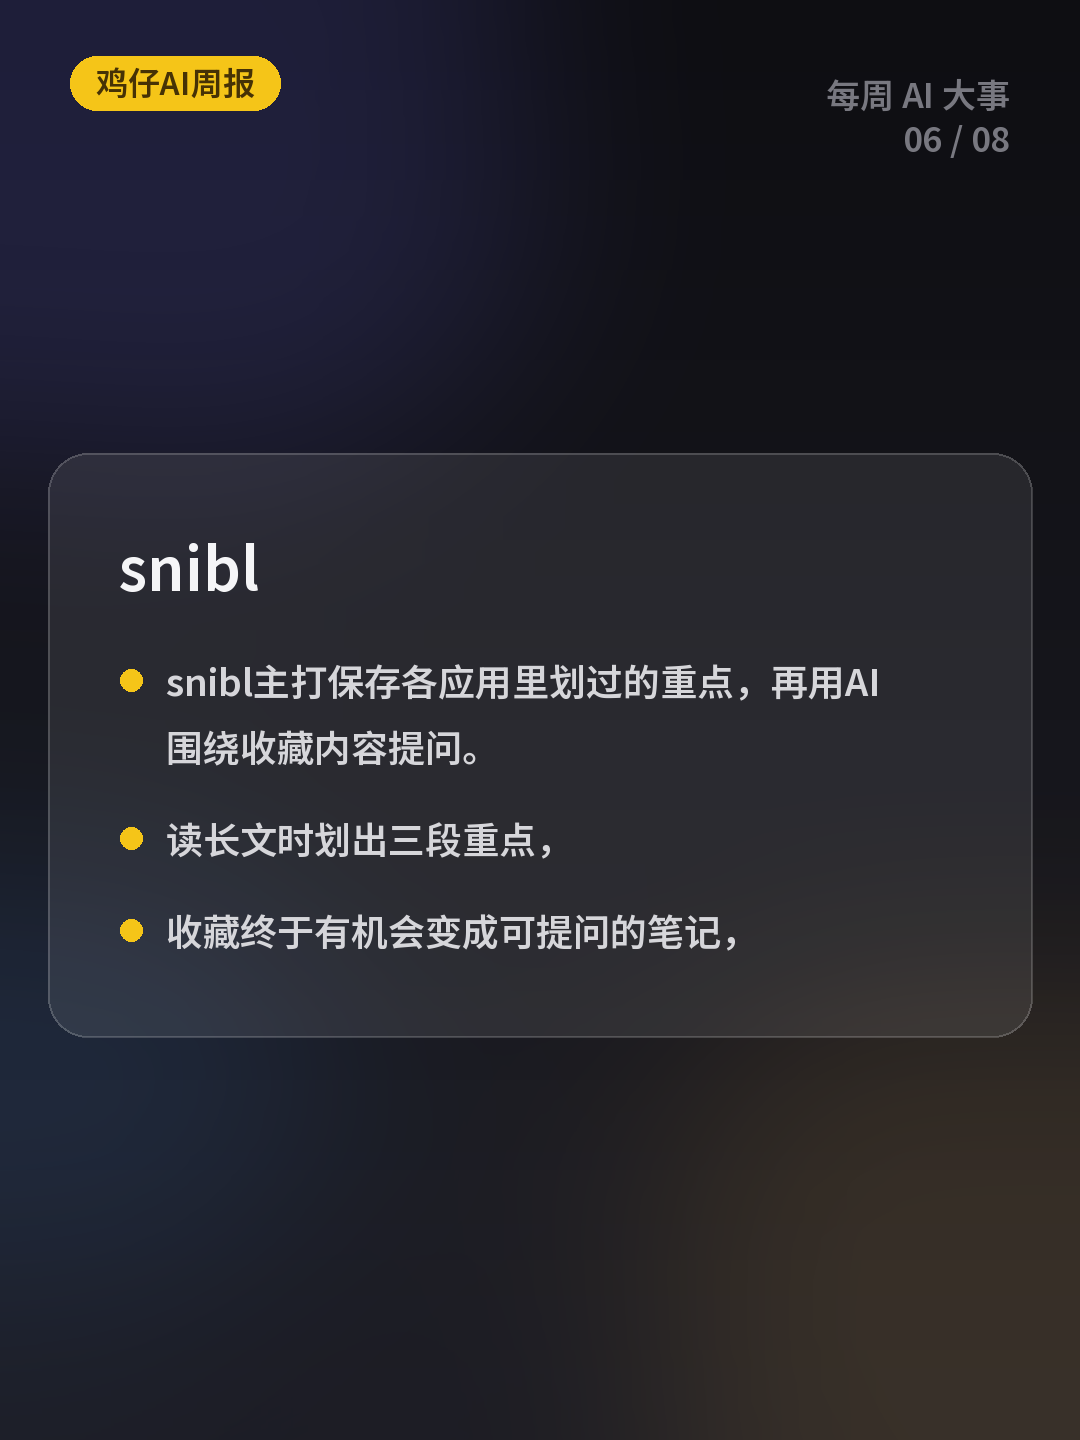 鸡仔AI周报
每周 AI 大事
06 / 08
snibl
snibl主打保存各应用里划过的重点，再用AI
围绕收藏内容提问。
读长文时划出三段重点，
收藏终于有机会变成可提问的笔记，